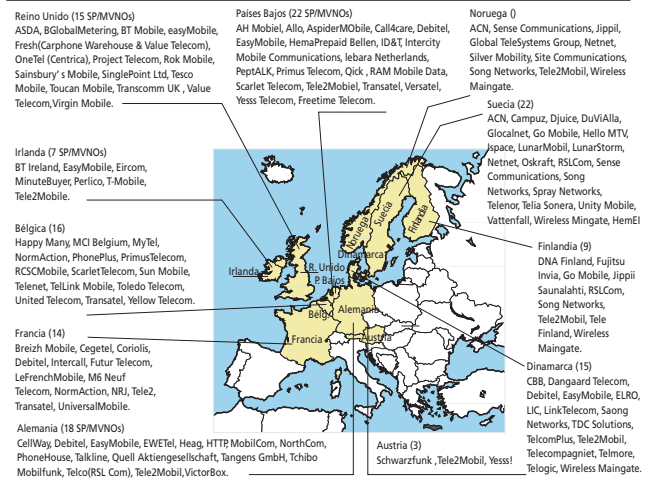 Reino Unido (15 SP/MVNOs)
ASDA, BGlobalMetering, BT Mobile, easyMobile,
Fresh(Carphone Warehouse & Value Telecom),
OneTel (Centrica), Project Telecom, Rok Mobile,
Sainsbury' s Mobile, SinglePoint Ltd, Tesco
Mobile, Toucan Mobile, Transcomm UK , Value
Telecom,Virgin Mobile.
Paises Bajos (22 SP/MVNOs)
AH Mobiel, Allo, AspiderMObile, Call4care, Debitel,
EasyMobile, HemaPrepaid Bellen, ID&T, Intercity
Mobile Communications, lebara Netherlands,
PeptALK, Primus Telecom, Qick , RAM Mobile Data,
Scarlet Telecom, Tele2Mobiel, Transatel, Versatel,
Yesss Telecom, Freetime Telecom.
Noruega ()
ACN, Sense Communications, Jippil,
Global TeleSystems Group, Netnet,
Silver Mobility, Site Communications,
Song Networks, Tele2Mobil, Wireless
Maingate.
Suecia (22)
ACN, Campuz, Djuice, DuViAlla,
Glocalnet, Go Mobile, Hello MTV,
Ispace, LunarMobil, LunarStorm,
Netnet, Oskraft, RSLCom, Sense
Communications, Song
Networks, Spray Networks,
Telenor, Telia Sonera, Unity Mobile,
Vattenfall, Wireless Mingate, HemEl
Irlanda (7 SP/MVNOs)
BT Ireland, EasyMobile, Eircom,
MinuteBuyer, Perlico, T-Mobile,
Tele2Mobile.
Bélgica (16)
Happy Many, MCI Belgium, MyTel,
NormAction, PhonePlus, PrimusTelecom,
RCSCMobile, ScarletTelecom, Sun Mobile,
Telenet, TelLink Mobile, Toledo Telecom,
United Telecom, Transatel, Yellow Telecom.
Francia (14)
Breizh Mobile, Cegetel, Coriolis,
Debitel, Intercall, Futur Telecom,
LeFrenchMobile, M6 Neuf
Telecom, NormAction, NRJ, Tele2,
Transatel, UniversalMobile.
Alemania (18 SP/MVNOs)
CellWay, Debitel, EasyMobile, EWETel, Heag, HTTP, MobilCom, NorthCom,
PhoneHouse, Talkline, Quell Aktiengesellschaft, Tangens GmbH, Tchibo
Mobilfunk, Telco(RSL Com), Tele2Mobil,VictorBox.
Noruega
Suecia
Finlandia
Dinamarca
Irlanda
R. Unido
P. Bajos
Bélg
Alemania
Francia
Austria
Finlandia (9)
DNA Finland, Fujitsu
Invia, Go Mobile, Jippii
Saunalahti, RSLCom,
Song Networks,
Tele2Mobil, Tele
Finland, Wireless
Maingate.
Dinamarca (15)
CBB, Dangaard Telecom,
Debitel, EasyMobile, ELRO,
LIC, LinkTelecom, Saong
Networks, TDC Solutions,
TelcomPlus, Tele2Mobil,
Telecompagniet, Telmore,
Telogic, Wireless Maingate.
Austria (3)
Schwarzfunk ,Tele2Mobil, Yesss!